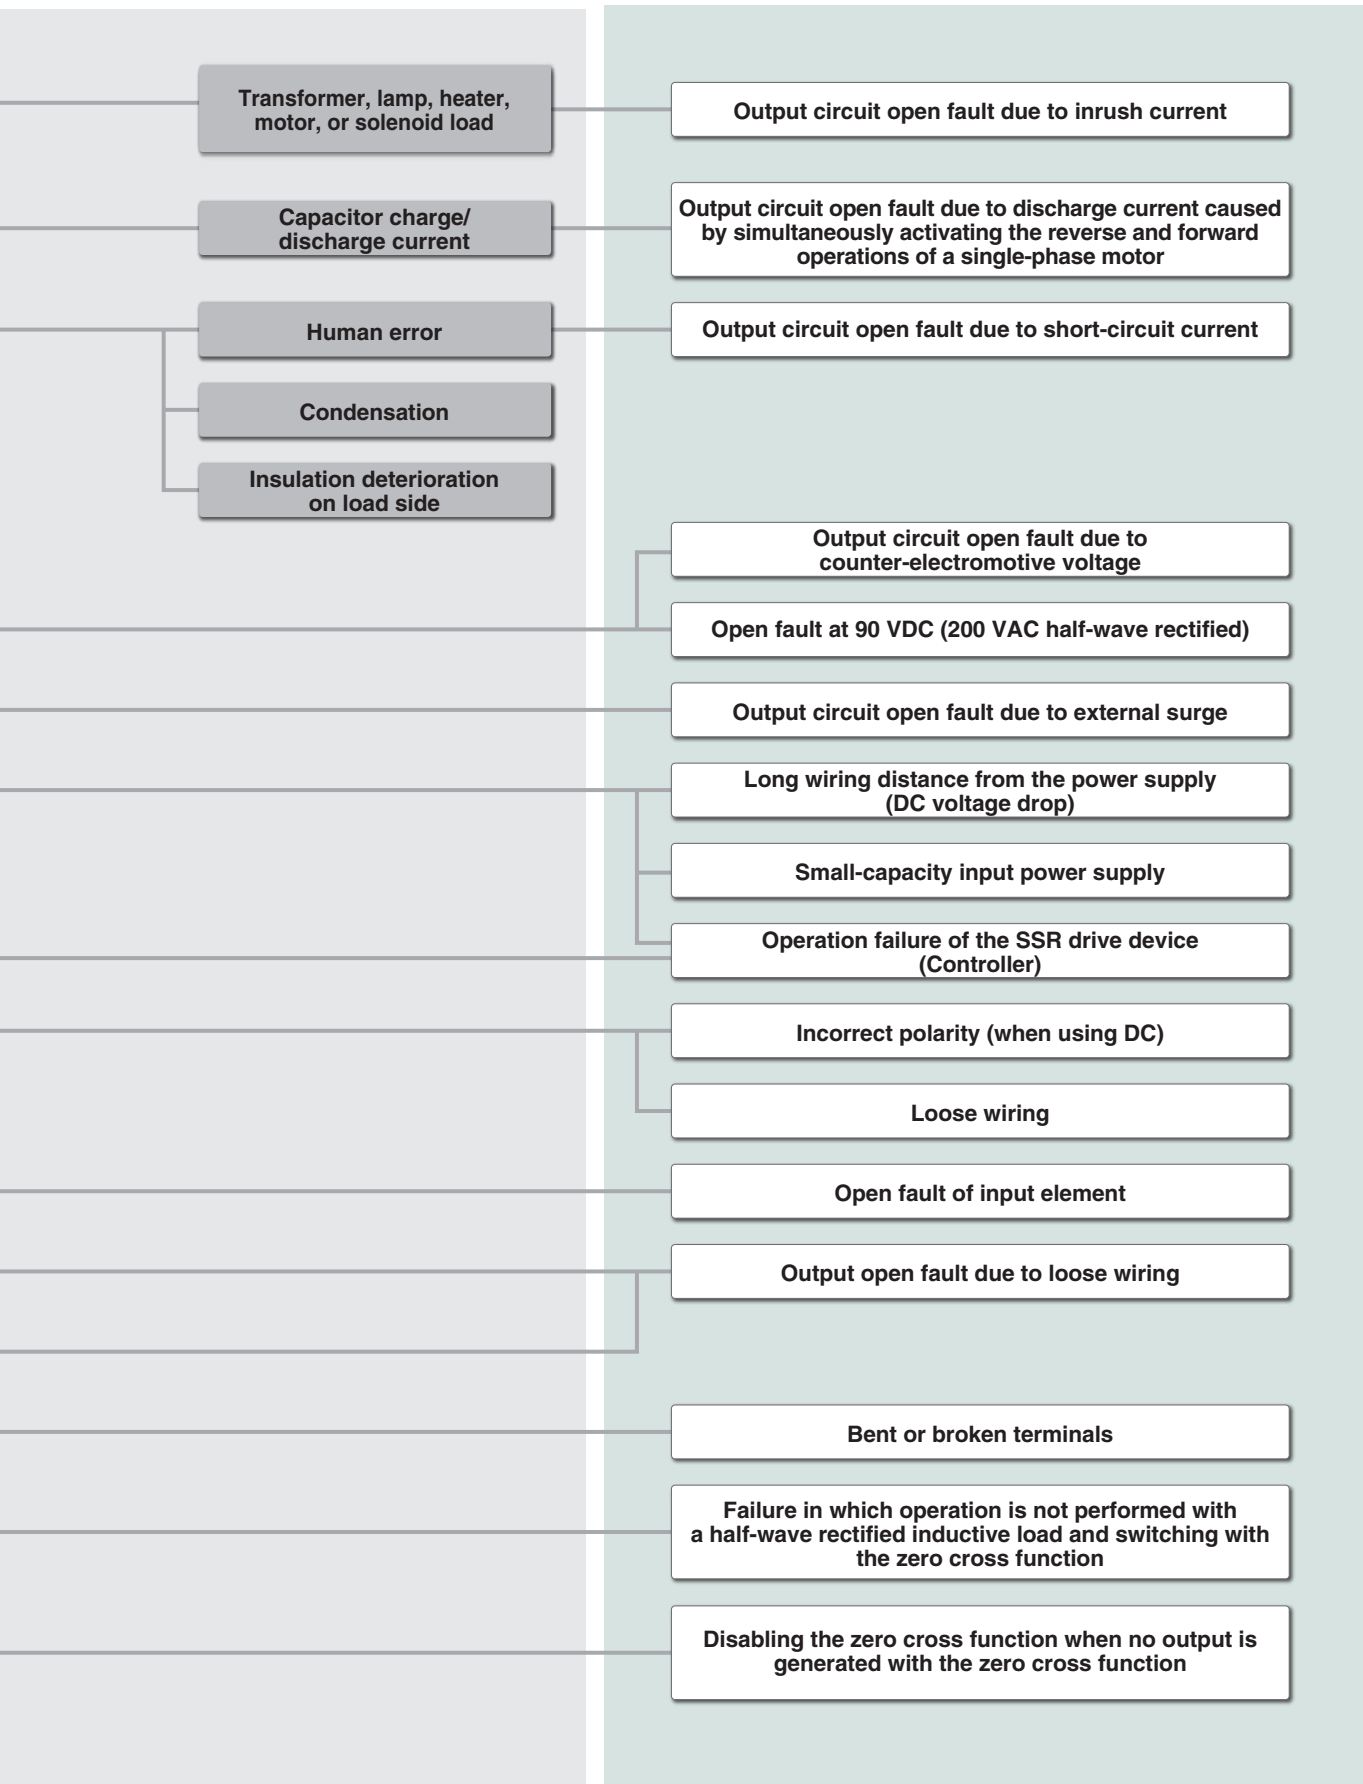 Transformer, lamp, heater,
motor, or solenoid load
Output circuit open fault due to inrush current
Capacitor charge/
discharge current
Output circuit open fault due to discharge current caused
by simultaneously activating the reverse and forward
operations of a single-phase motor
Human error
Output circuit open fault due to short-circuit current
Condensation
Insulation deterioration
on load side
Output circuit open fault due to
counter-electromotive voltage
Open fault at 90 VDC (200 VAC half-wave rectified)
Output circuit open fault due to external surge
Long wiring distance from the power supply
(DC voltage drop)
Small-capacity input power supply
Operation failure of the SSR drive device
(Controller)
Incorrect polarity (when using DC)
Loose wiring
Open fault of input element
Output open fault due to loose wiring
Bent or broken terminals
Failure in which operation is not performed with
a half-wave rectified inductive load and switching with
the zero cross function
Disabling the zero cross function when no output is
generated with the zero cross function